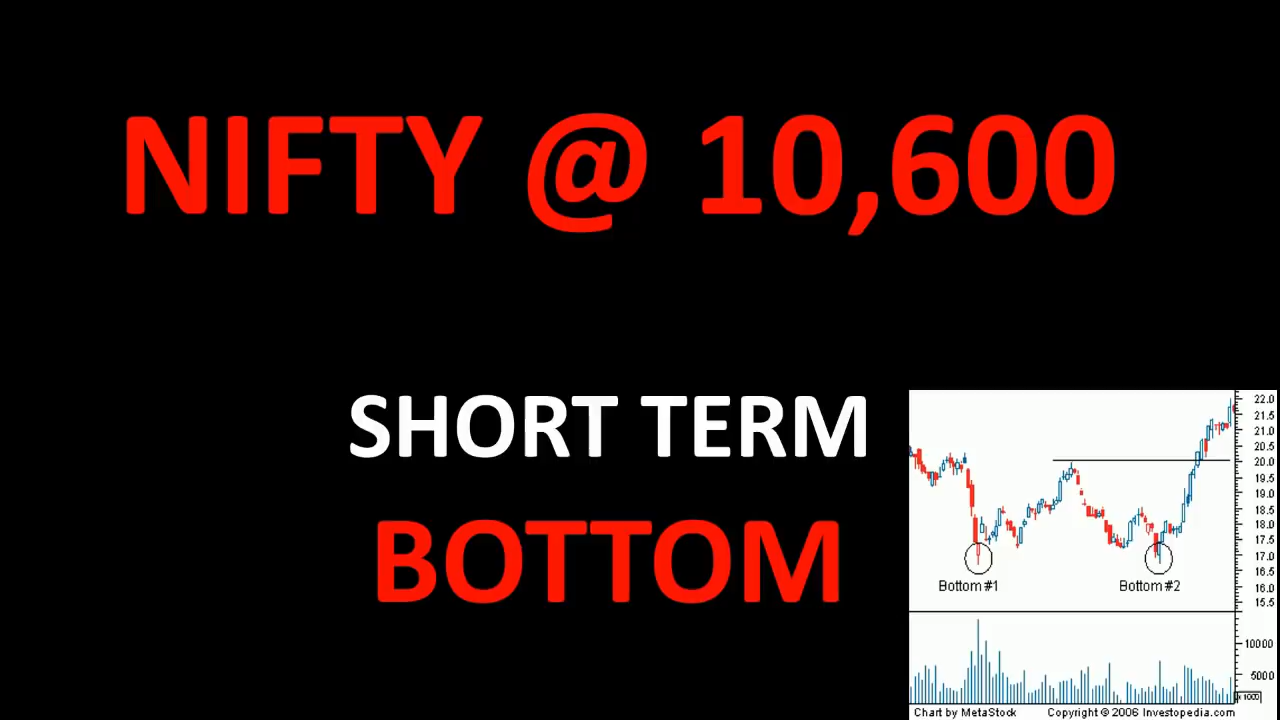 NIFTY @ 10,600
SHORT TERM
BOTTOM
22.0
21.5
21.0
20.5
20.0
19.5
19.0
18.5
18.0
17.5
17.0
16.5
16.0
15.5
Bottom #1
Bottom #2
10000
5000
x 1000
Chart by MetaStock
Copyright © 2006 Investopedia.com